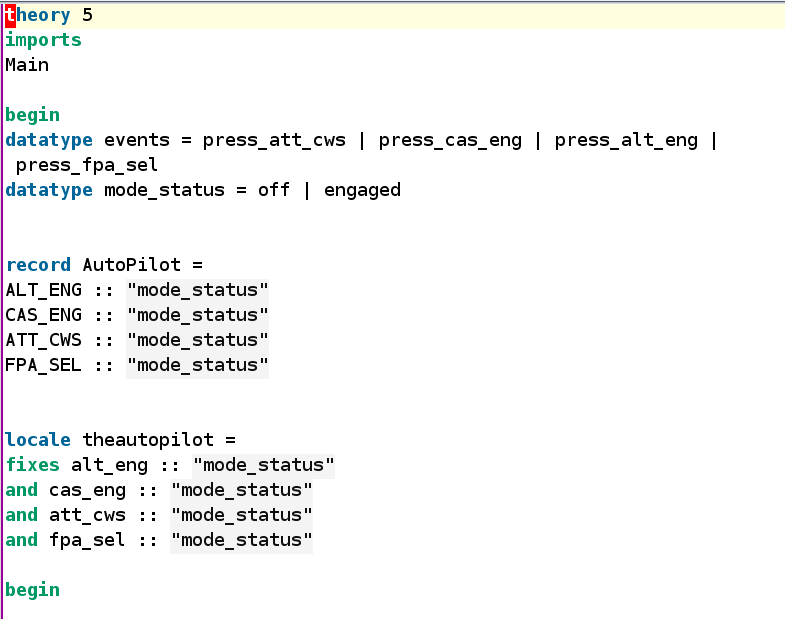 theory 5
imports
Main
begin
datatype events = press_att_cws | press_cas_eng | press_alt_eng |
press_fpa_sel
datatype mode_status = off | engaged
record AutoPilot =
ALT_ENG :: "mode_status"
CAS_ENG :: "mode_status"
ATT_CWS :: "mode_status"
FPA_SEL :: "mode_status"
locale theautopilot =
fixes alt_eng :: "mode_status"
and cas_eng :: "mode_status"
and att_cws :: "mode_status"
and fpa_sel :: "mode_status"
begin